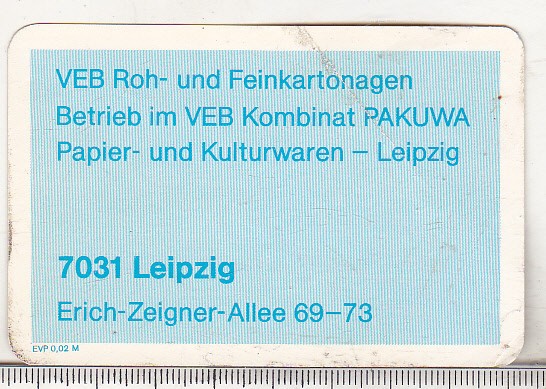 VEB Roh- und Feinkartonagen
Betrieb im VEB Kombinat PAKUWA
Papier- und Kulturwaren – Leipzig
7031 Leipzig
Erich-Zeigner-Allee 69–73
EVP 0,02 M